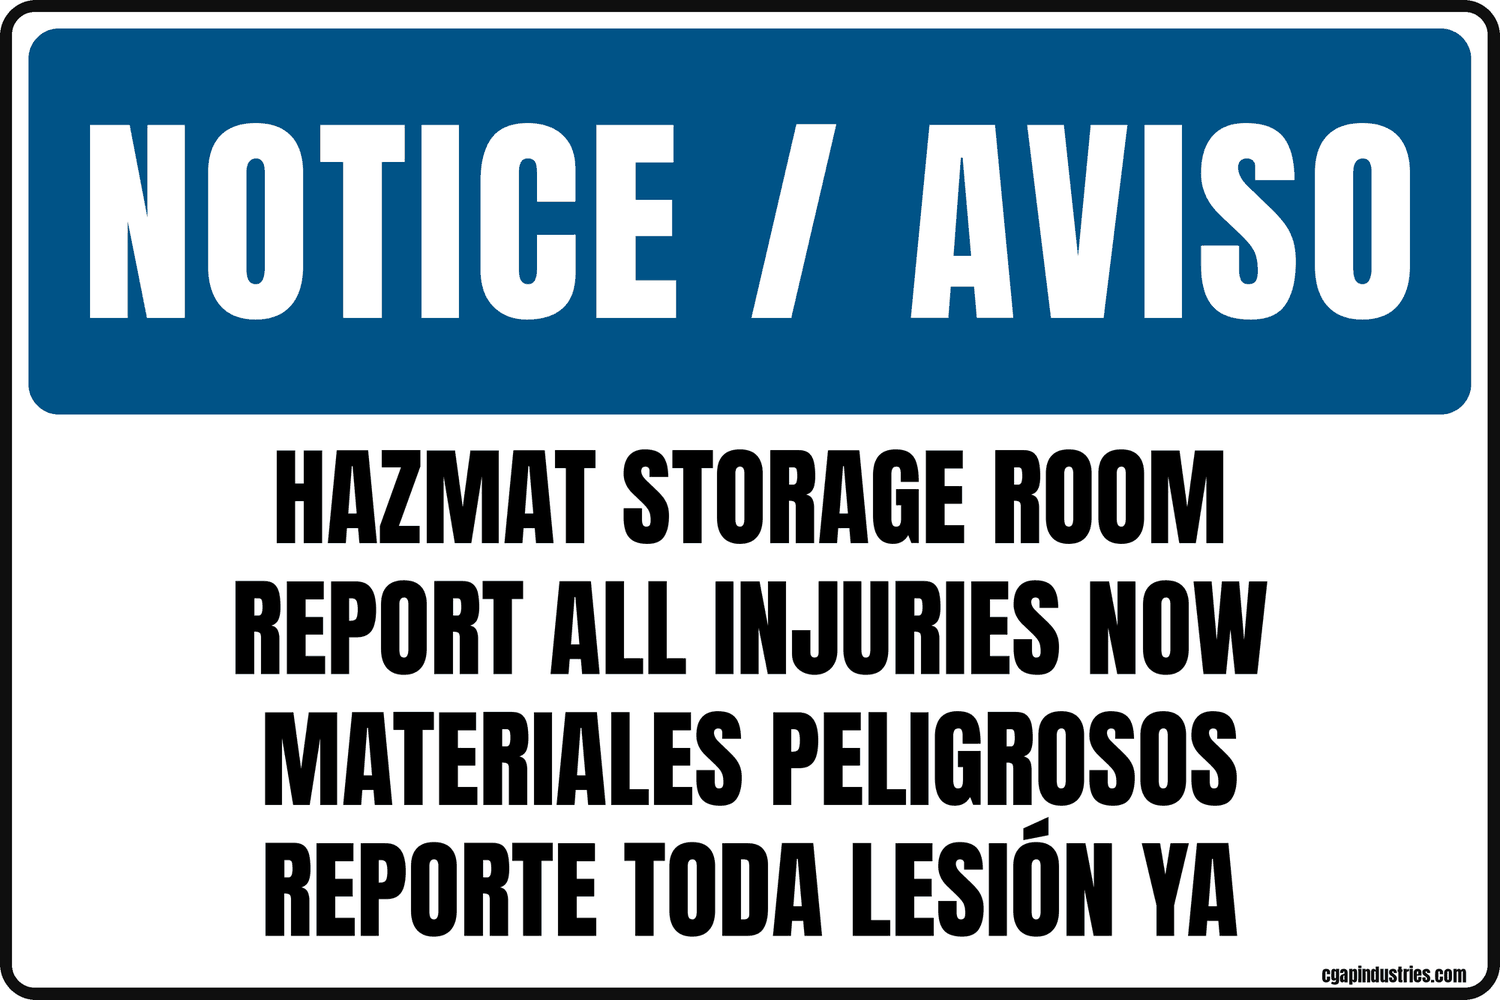 NOTICE / AVISO
HAZMAT STORAGE ROOM
REPORT ALL INJURIES NOW
MATERIALES PELIGROSOS
REPORTE TODA LESIÓN YA
cgapindustries.com